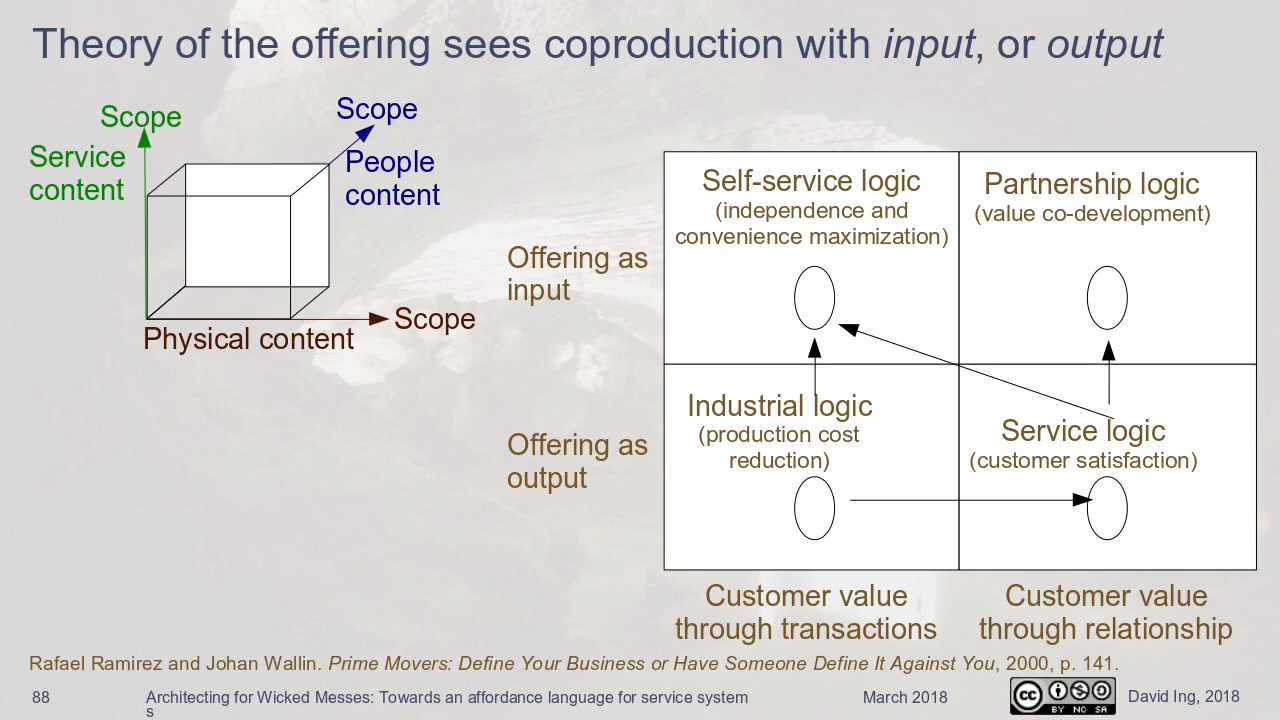 Theory of the offering sees coproduction with input, or output
Scope
Service
content
Scope
People
content
Scope
Physical content
Offering as
input
Offering as
output
Self-service logic
(independence and
convenience maximization)
Partnership logic
(value co-development)
Industrial logic
(production cost
reduction)
Service logic
(customer satisfaction)
Customer value
through transactions
Customer value
through relationship
Rafael Ramirez and Johan Wallin. Prime Movers: Define Your Business or Have Someone Define It Against You, 2000, p. 141.
88
Architecting for Wicked Messes: Towards an affordance language for service system
s
March 2018
cc
BY NC SA
David Ing, 2018